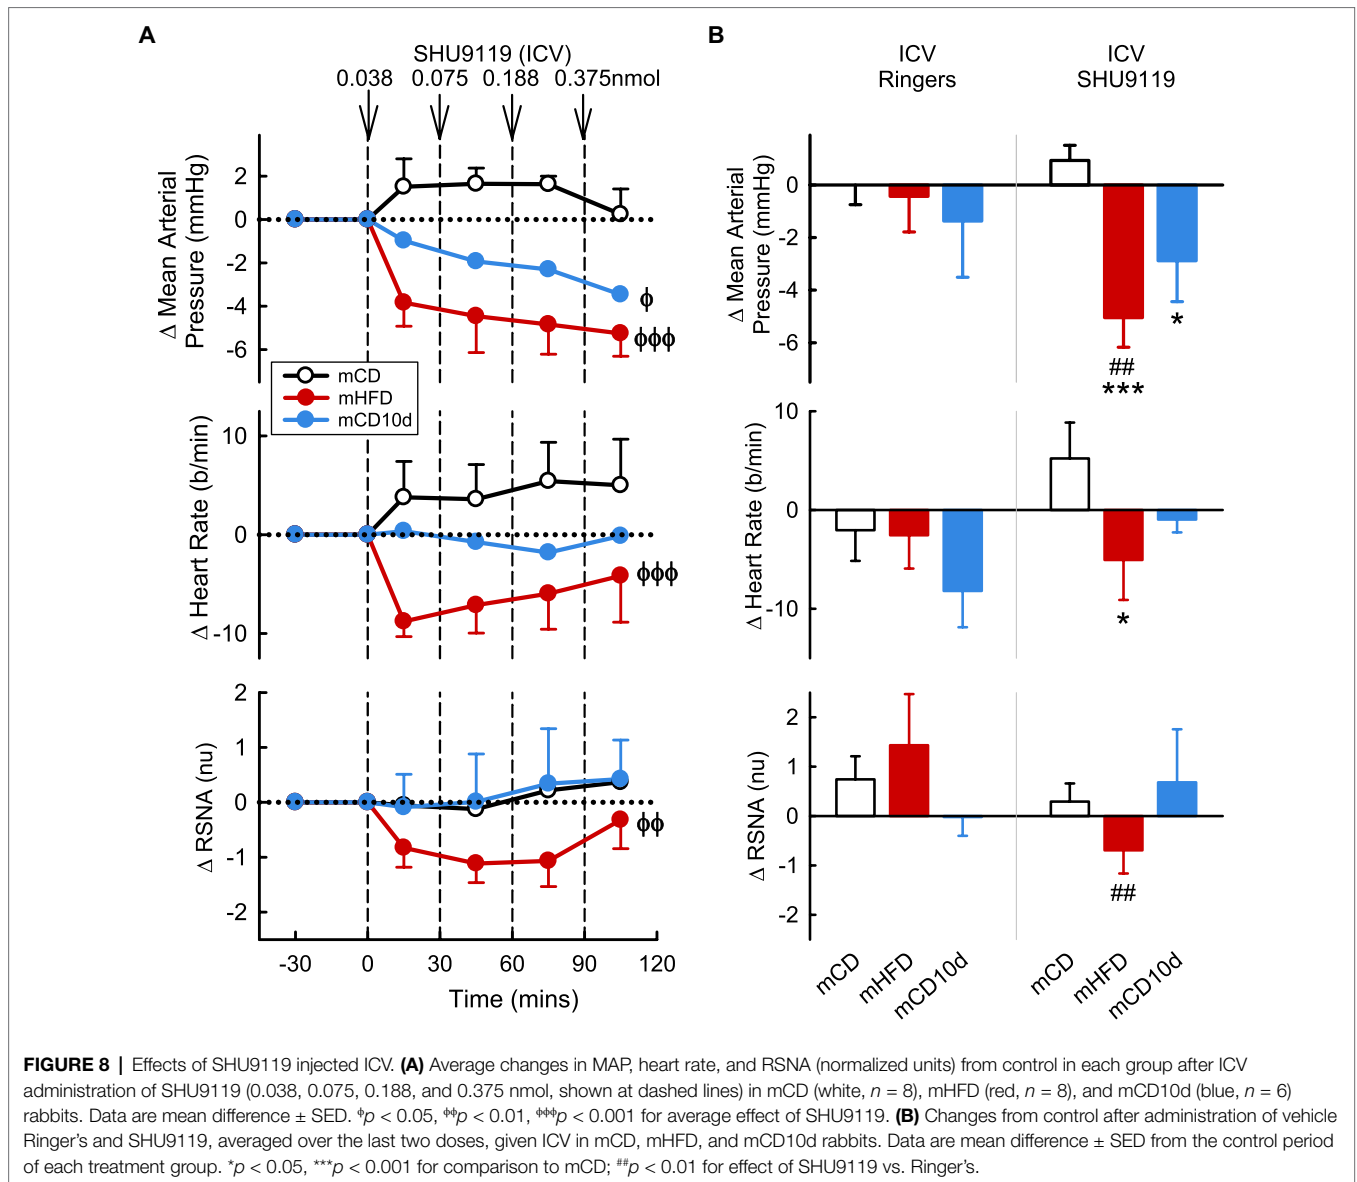 A
SHU9119 (ICV)
0.038 0.075 0.188 0.375nmol
Δ Mean Arterial
Pressure (mmHg)
2
0
-2
-4
-6
ϕ
ϕϕϕ
mCD
mHFD
mCD10d
Δ Heart Rate (b/min)
10
0
-10
ϕϕϕ
Δ RSNA (nu)
2
1
0
-1
-2
ϕϕ
-30 0 30 60 90 120
Time (mins)
B
ICV
Ringers
ICV
SHU9119
Δ Mean Arterial
Pressure (mmHg)
0
-2
-4
-6
*
##
***
Δ Heart Rate (b/min)
10
0
-10
*
Δ RSNA (nu)
2
1
0
-1
-2
##
mCD mHFD mCD10d mCD mHFD mCD10d
FIGURE 8 | Effects of SHU9119 injected ICV. (A) Average changes in MAP, heart rate, and RSNA (normalized units) from control in each group after ICV
administration of SHU9119 (0.038, 0.075, 0.188, and 0.375 nmol, shown at dashed lines) in mCD (white, n = 8), mHFD (red, n = 8), and mCD10d (blue, n = 6)
rabbits. Data are mean difference ± SED. ϕp < 0.05, ϕϕp < 0.01, ϕϕϕp < 0.001 for average effect of SHU9119. (B) Changes from control after administration of vehicle
Ringer's and SHU9119, averaged over the last two doses, given ICV in mCD, mHFD, and mCD10d rabbits. Data are mean difference ± SED from the control period
of each treatment group. *p < 0.05, ***p < 0.001 for comparison to mCD; ##p < 0.01 for effect of SHU9119 vs. Ringer's.